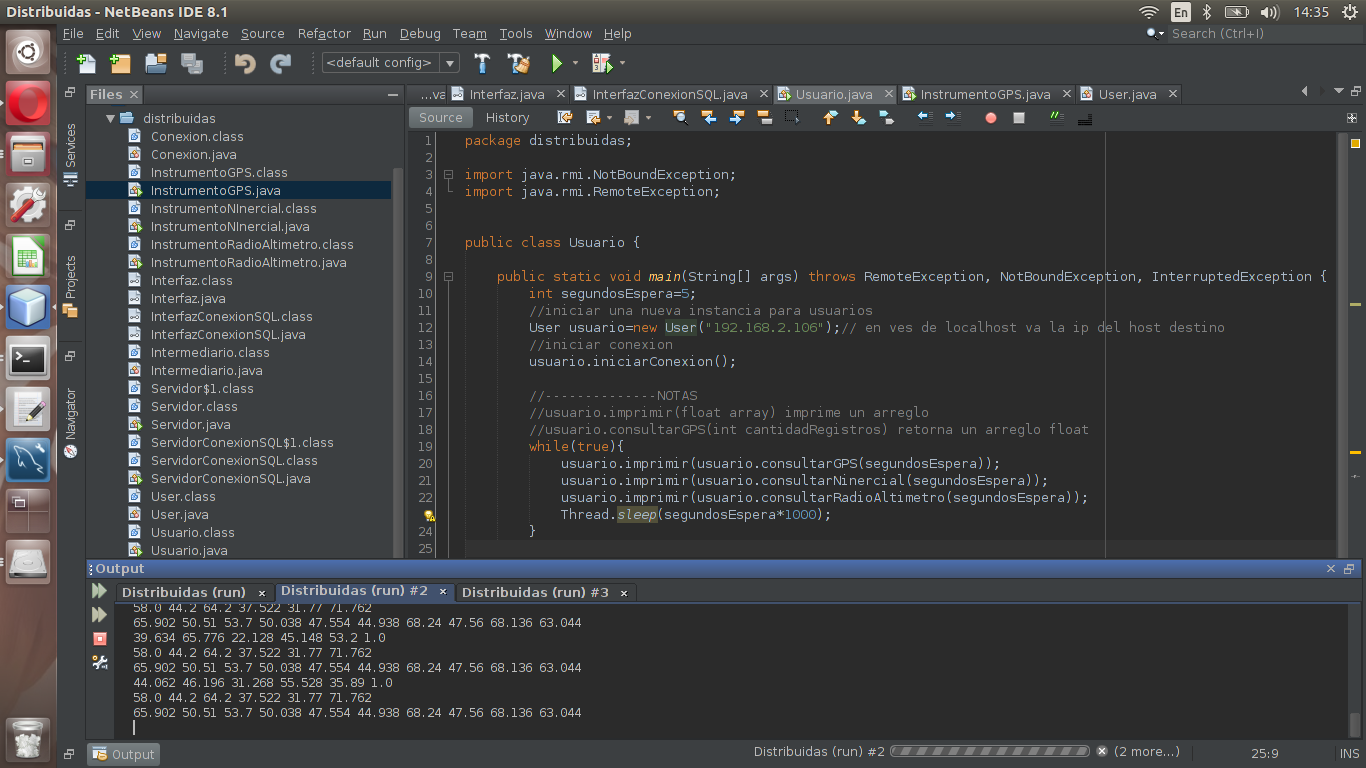 Distribuidas - NetBeans IDE 8.1
En
14:35
File Edit View Navigate Source Refactor Run Debug Team Tools Window Help
Search (Ctrl+I)
<default config>
Files
...va Interfaz.java InterfazConexionSQL.java Usuario.java InstrumentoGPS.java User.java
Source History
Services
Projects
Navigator
distribuidas
Conexion.class
Conexion.java
InstrumentoGPS.class
InstrumentoGPS.java
InstrumentoNInercial.class
InstrumentoNInercial.java
InstrumentoRadioAltimetro.class
InstrumentoRadioAltimetro.java
Interfaz.class
Interfaz.java
InterfazConexionSQL.class
InterfazConexionSQL.java
Intermediario.class
Intermediario.java
Servidor$1.class
Servidor.class
Servidor.java
ServidorConexionSQL$1.class
ServidorConexionSQL.class
ServidorConexionSQL.java
User.class
User.java
Usuario.class
Usuario.java
1 package distribuidas;
2
3 import java.rmi.NotBoundException;
4 import java.rmi.RemoteException;
5
6
7 public class Usuario {
8
9 public static void main(String[] args) throws RemoteException, NotBoundException, InterruptedException {
10 int segundosEspera=5;
11 //iniciar una nueva instancia para usuarios
12 User usuario=new User("192.168.2.106");// en ves de localhost va la ip del host destino
13 //iniciar conexion
14 usuario.iniciarConexion();
15
16 //--------------NOTAS
17 //usuario.imprimir(float array) imprime un arreglo
18 //usuario.consultarGPS(int cantidadRegistros) retorna un arreglo float
19 while(true){
20 usuario.imprimir(usuario.consultarGPS(segundosEspera));
21 usuario.imprimir(usuario.consultarNinercial(segundosEspera));
22 usuario.imprimir(usuario.consultarRadioAltimetro(segundosEspera));
Thread.sleep(segundosEspera*1000);
24 }
25
Output
Distribuidas (run) Distribuidas (run) #2 Distribuidas (run) #3
58.0 44.2 64.2 37.522 31.77 71.762
65.902 50.51 53.7 50.038 47.554 44.938 68.24 47.56 68.136 63.044
39.634 65.776 22.128 45.148 53.2 1.0
58.0 44.2 64.2 37.522 31.77 71.762
65.902 50.51 53.7 50.038 47.554 44.938 68.24 47.56 68.136 63.044
44.062 46.196 31.268 55.528 35.89 1.0
58.0 44.2 64.2 37.522 31.77 71.762
65.902 50.51 53.7 50.038 47.554 44.938 68.24 47.56 68.136 63.044
Output
Distribuidas (run) #2 (2 more...) 25:9 INS